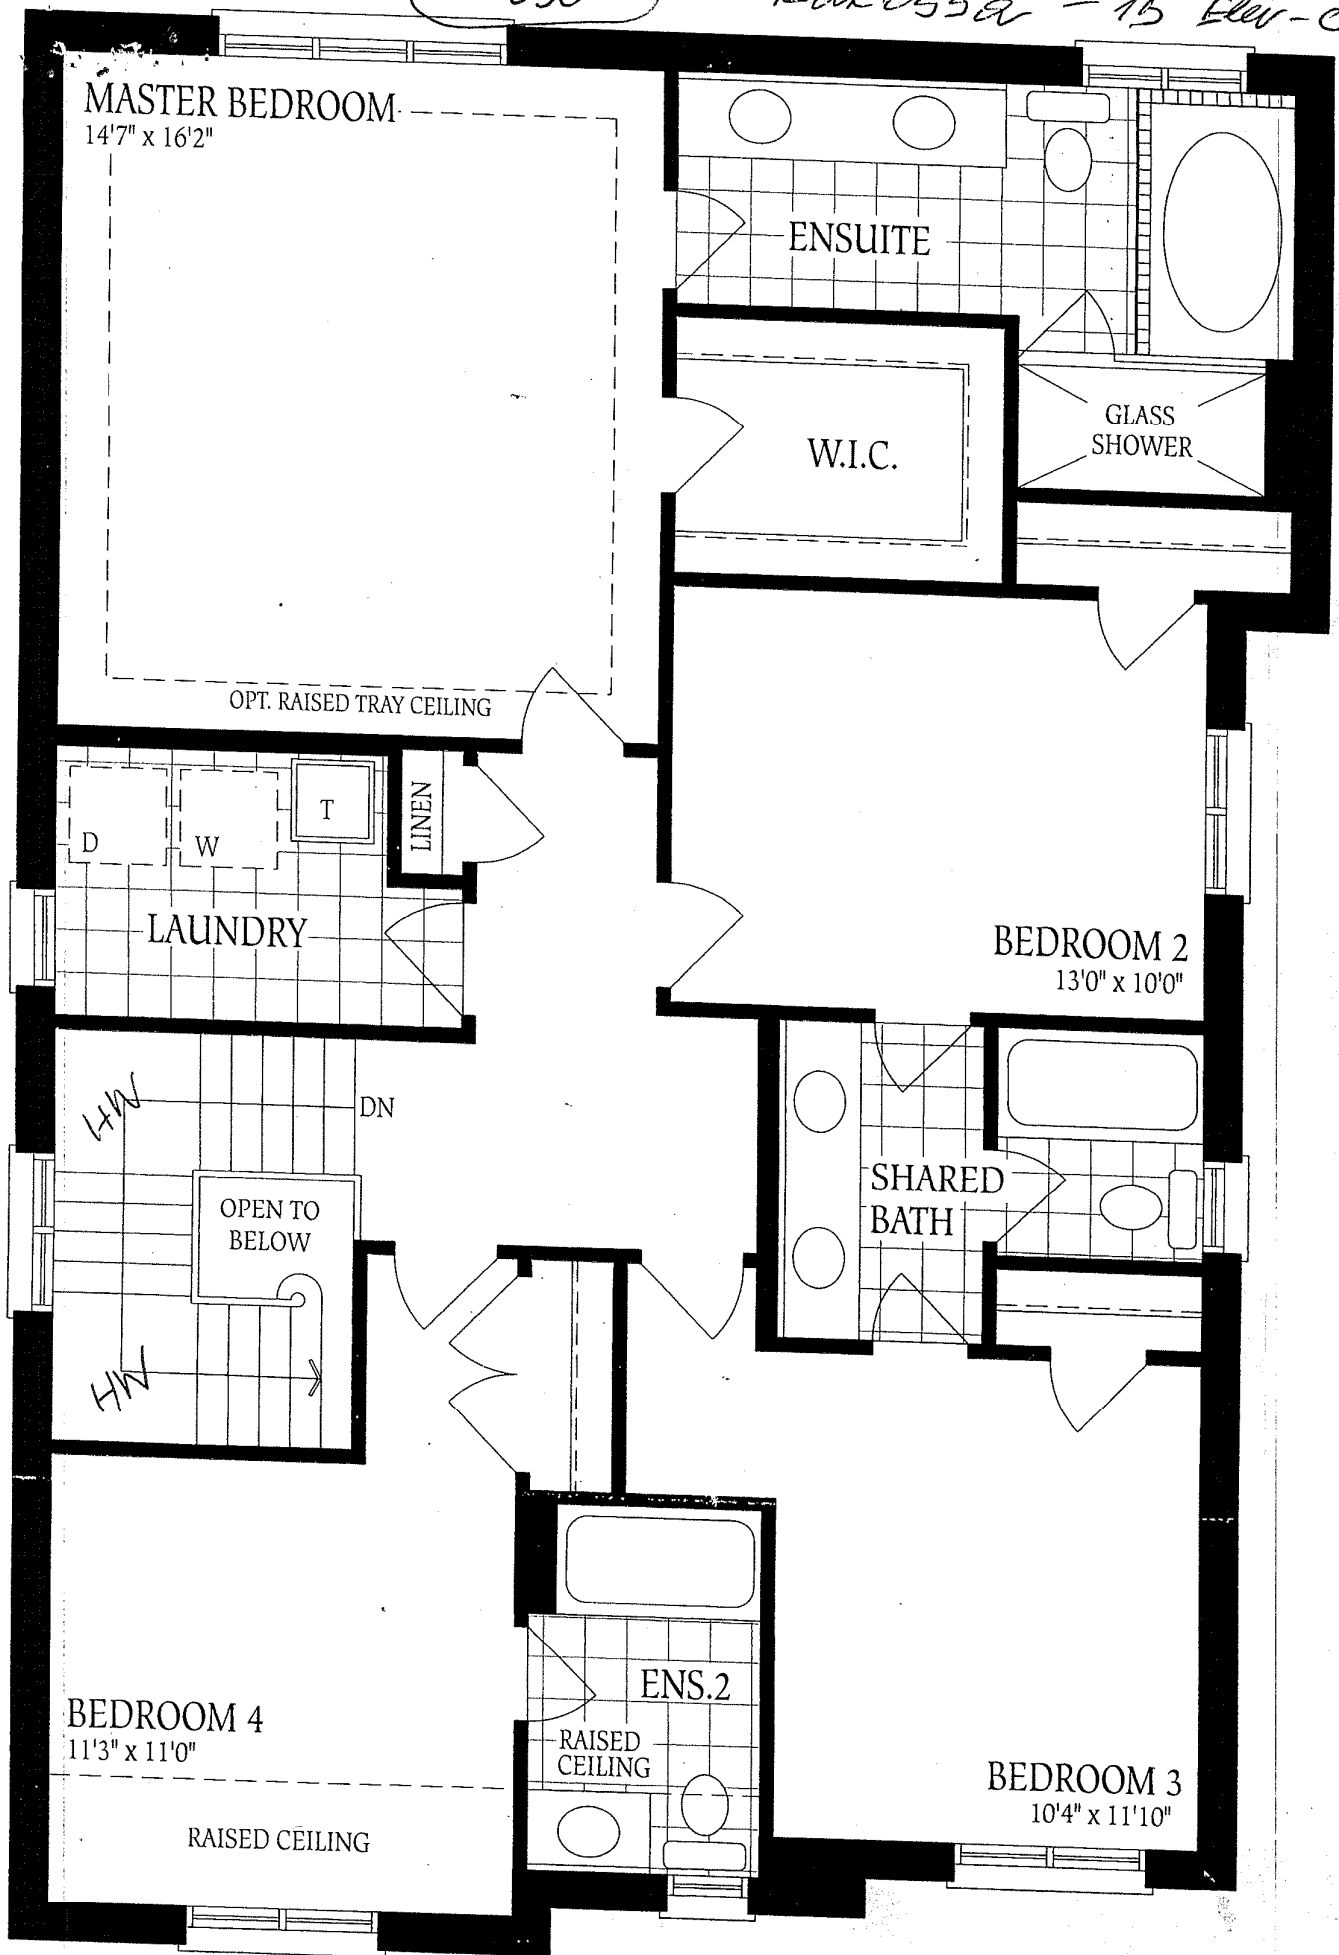 - 15 Elev-C
MASTER BEDROOM
14'7" x 16'2"
ENSUITE
GLASS
SHOWER
W.I.C.
OPT. RAISED TRAY CEILING
LINEN
D
W
T
LAUNDRY
BEDROOM 2
13'0" x 10'0"
HW
DN
OPEN TO
BELOW
SHARED
BATH
HW
ENS.2
RAISED
CEILING
BEDROOM 4
11'3" x 11'0"
RAISED CEILING
BEDROOM 3
10'4" x 11'10"